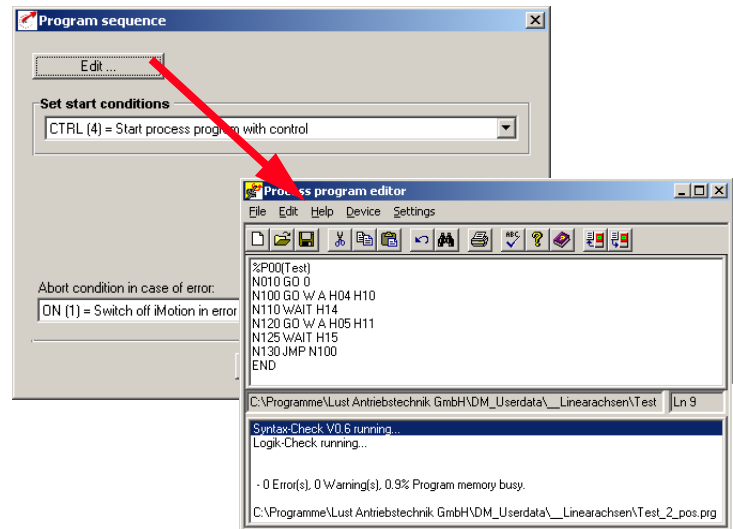 Program sequence
Edit ...
Set start conditions
CTRL (4) = Start process program with control
Abort condition in case of error:
ON (1) = Switch off iMotion in error
Process program editor
File Edit Help Device Settings
ABC
%P00(Test)
N010 GO 0
N100 GO W A H04 H10
N110 WAIT H14
N120 GO W A H05 H11
N125 WAIT H15
N130 JMP N100
END
C:\Programme\Lust Antriebstechnik GmbH\DM_Userdata\__Linearachsen\Test Ln 9
Syntax-Check V0.6 running...
Logik-Check running...
- 0 Error(s), 0 Warning(s), 0.9% Program memory busy.
C:\Programme\Lust Antriebstechnik GmbH\DM_Userdata\__Linearachsen\Test_2_pos.prg